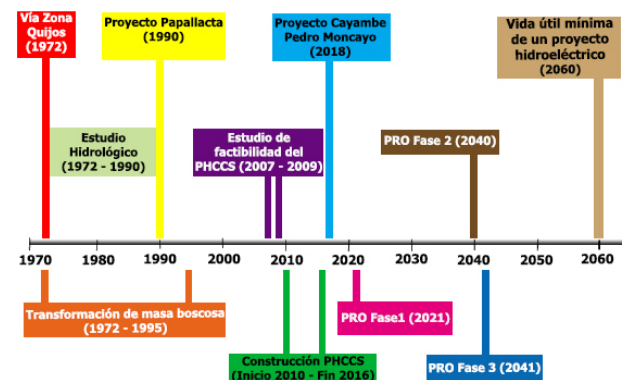 Vía Zona
Quijos
(1972)
Proyecto Papallacta
(1990)
Proyecto Cayambe
Pedro Moncayo
(2018)
Vida útil mínima
de un proyecto
hidroeléctrico
(2060)
Estudio
Hidrológico
(1972 - 1990)
Estudio de
factibilidad del
PHCCS (2007 - 2009)
PRO Fase 2 (2040)
1970 1980 1990 2000 2010 2020 2030 2040 2050 2060
Transformación de masa boscosa
(1972 - 1995)
PRO Fase1 (2021)
Construcción PHCCS
(Inicio 2010 - Fin 2016)
PRO Fase 3 (2041)